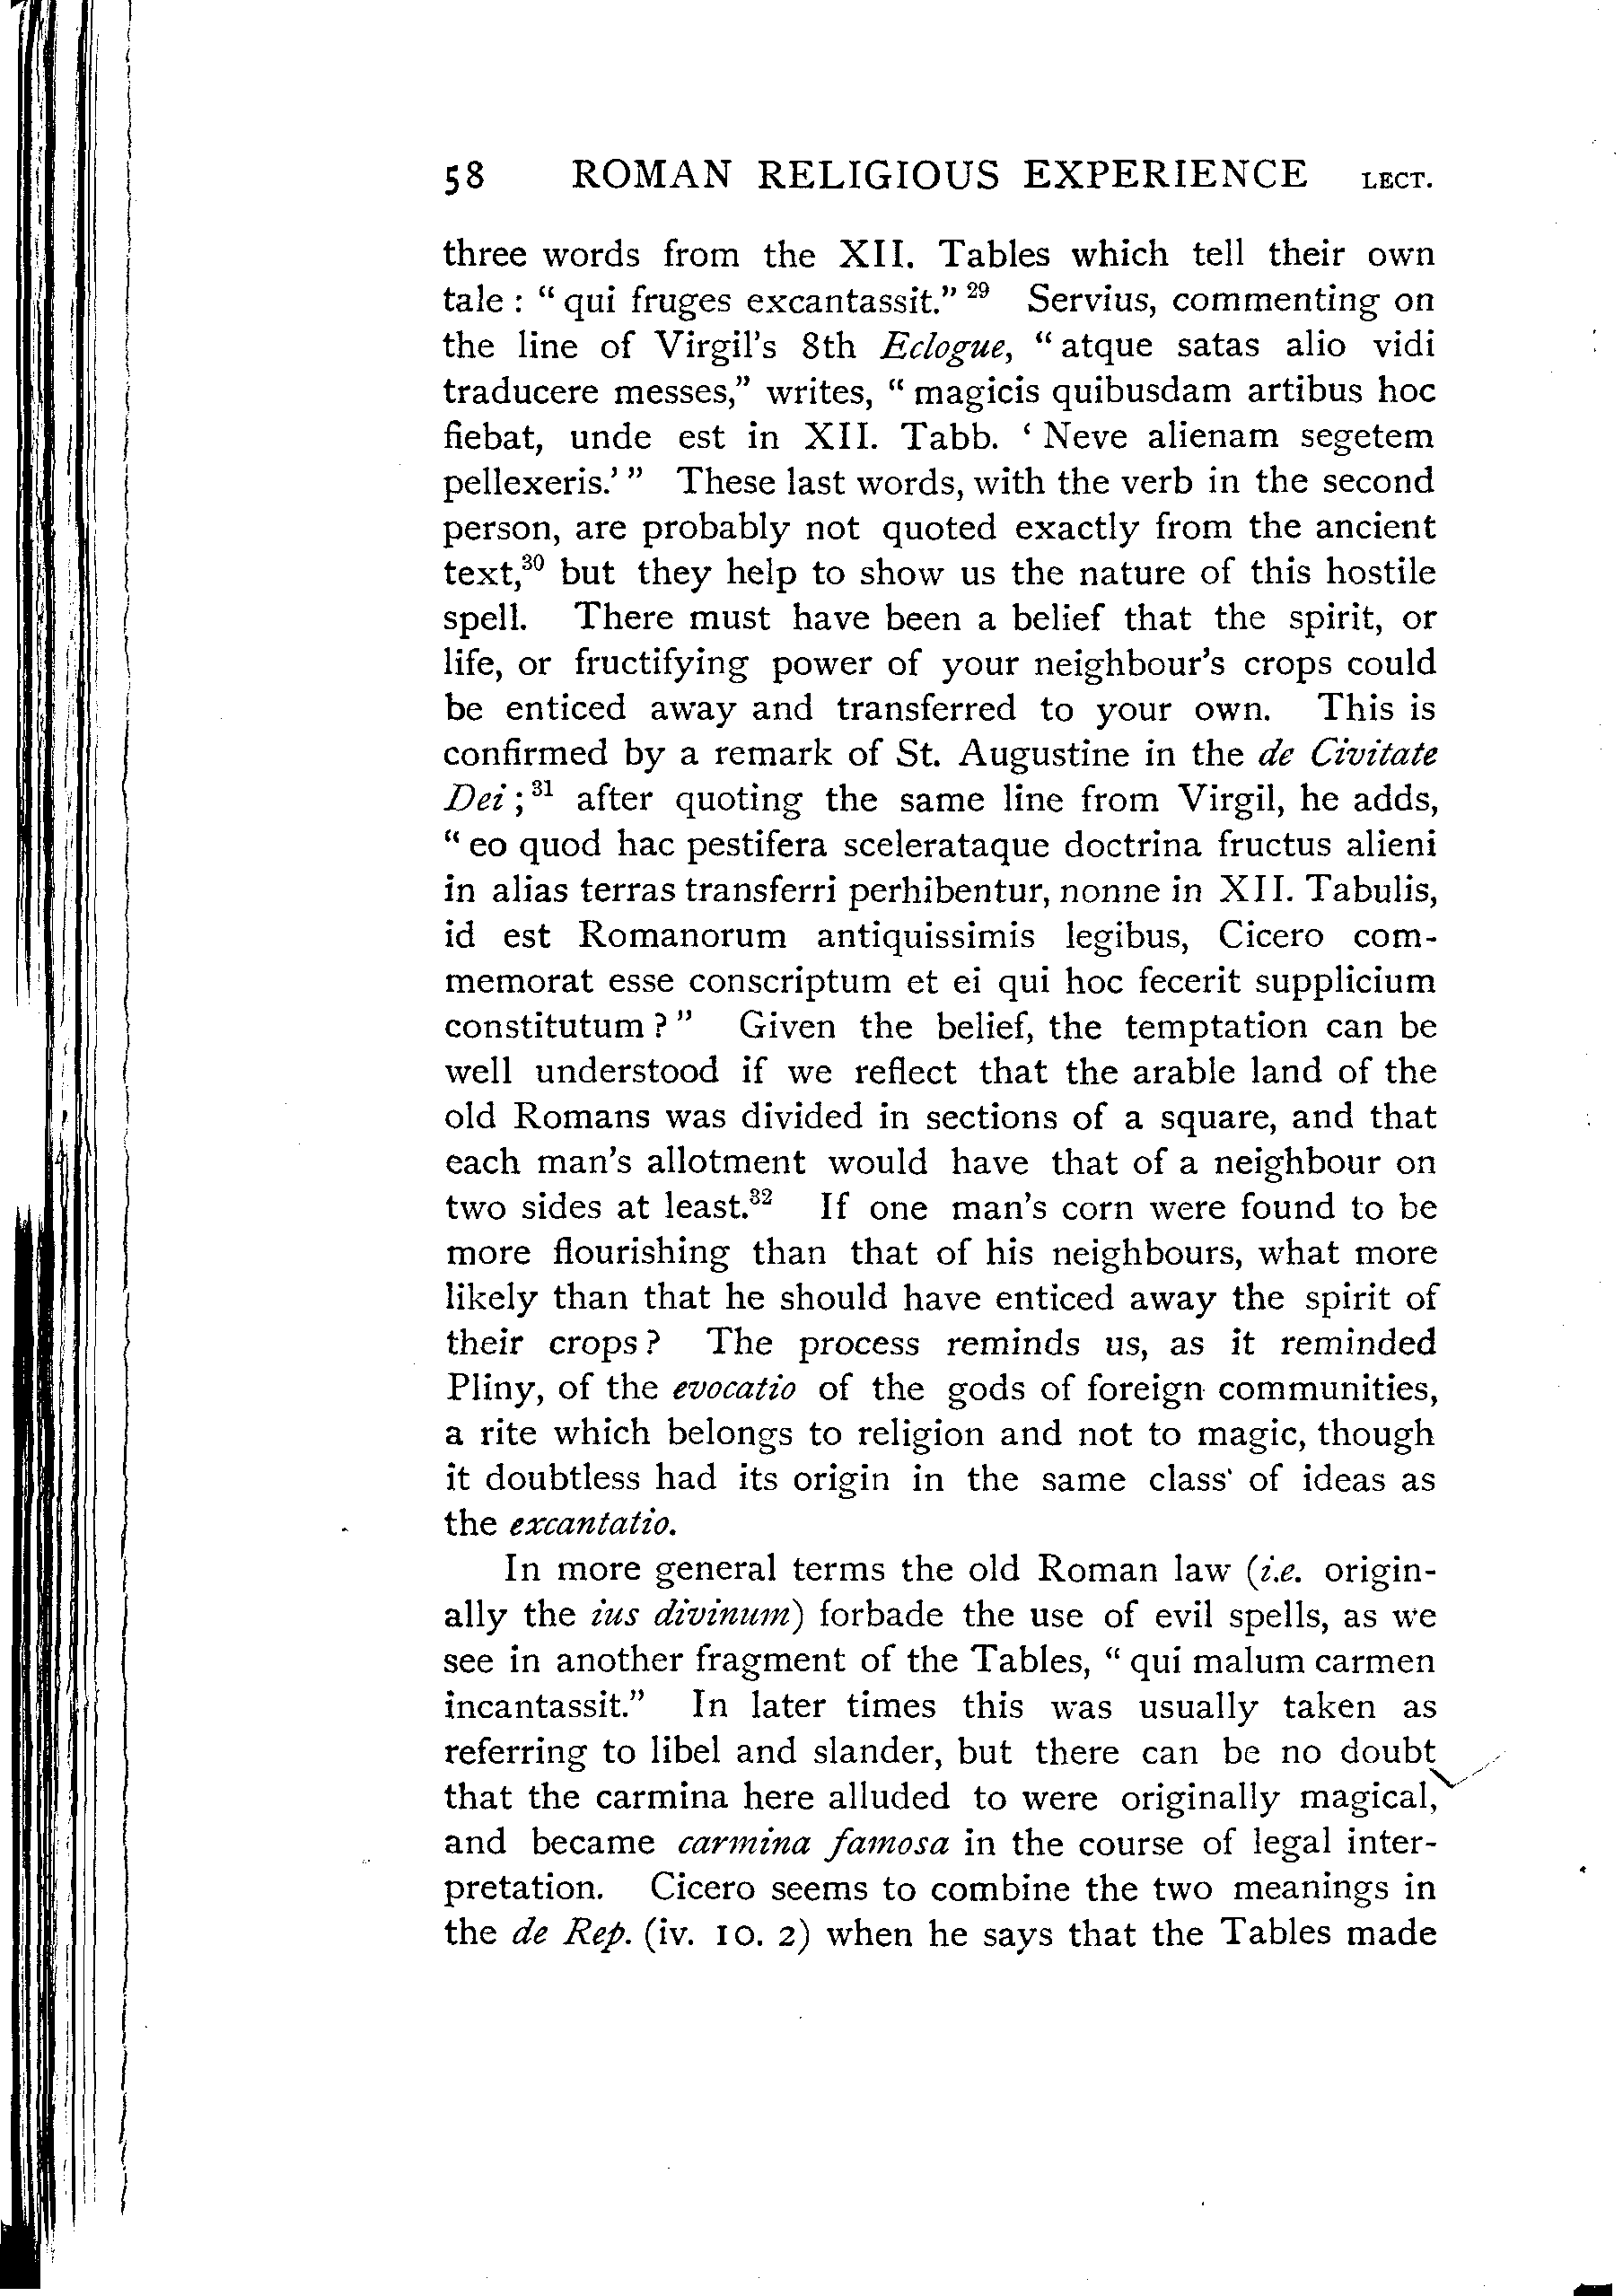 58 ROMAN RELIGIOUS EXPERIENCE LECT.
three words from the XII. Tables which tell their own
tale : “ qui fruges excantassit.” 29 Servius, commenting on
the line of Virgil’s 8th Eclogue, “ atque satas alio vidi
traducere messes,” writes, “ magicis quibusdam artibus hoc
fiebat, unde est in XII. Tabb. ‘ Neve alienam segetem
pellexeris.’ ” These last words, with the verb in the second
person, are probably not quoted exactly from the ancient
text,30 but they help to show us the nature of this hostile
spell. There must have been a belief that the spirit, or
life, or fructifying power of your neighbour’s crops could
be enticed away and transferred to your own. This is
confirmed by a remark of St. Augustine in the de Civitate
Dei ; 31 after quoting the same line from Virgil, he adds,
“ eo quod hac pestifera scelerataque doctrina fructus alieni
in alias terras transferri perhibentur, nonne in XII. Tabulis,
id est Romanorum antiquissimis legibus, Cicero com-
memorat esse conscriptum et ei qui hoc fecerit supplicium
constitutum ? ” Given the belief, the temptation can be
well understood if we reflect that the arable land of the
old Romans was divided in sections of a square, and that
each man’s allotment would have that of a neighbour on
two sides at least.32 If one man’s corn were found to be
more flourishing than that of his neighbours, what more
likely than that he should have enticed away the spirit of
their crops ? The process reminds us, as it reminded
Pliny, of the evocatio of the gods of foreign communities,
a rite which belongs to religion and not to magic, though
it doubtless had its origin in the same class of ideas as
the excantatio.
In more general terms the old Roman law (i.e. origin-
ally the ius divinum) forbade the use of evil spells, as we
see in another fragment of the Tables, “ qui malum carmen
incantassit.” In later times this was usually taken as
referring to libel and slander, but there can be no doubt
that the carmina here alluded to were originally magical,
and became carmina famosa in the course of legal inter-
pretation. Cicero seems to combine the two meanings in
the de Rep. (iv. 10. 2) when he says that the Tables made